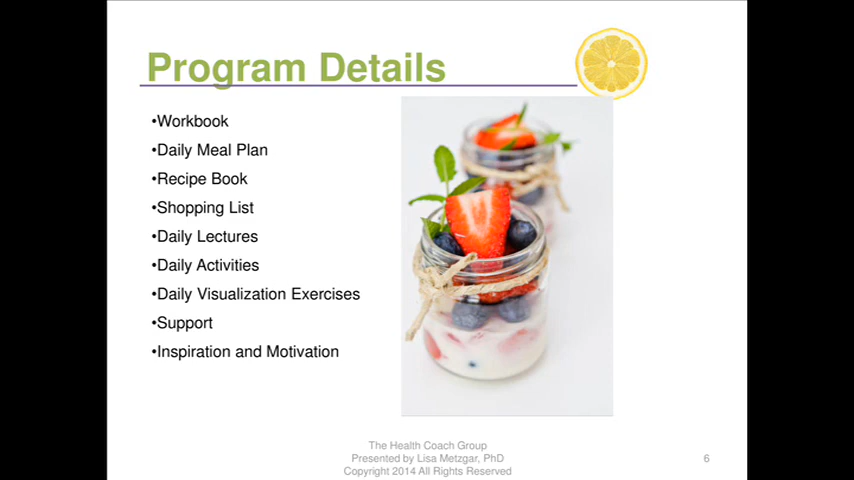 Program Details
•Workbook
•Daily Meal Plan
•Recipe Book
•Shopping List
•Daily Lectures
•Daily Activities
•Daily Visualization Exercises
•Support
•Inspiration and Motivation
The Health Coach Group
Presented by Lisa Metzgar, PhD
Copyright 2014 All Rights Reserved
6